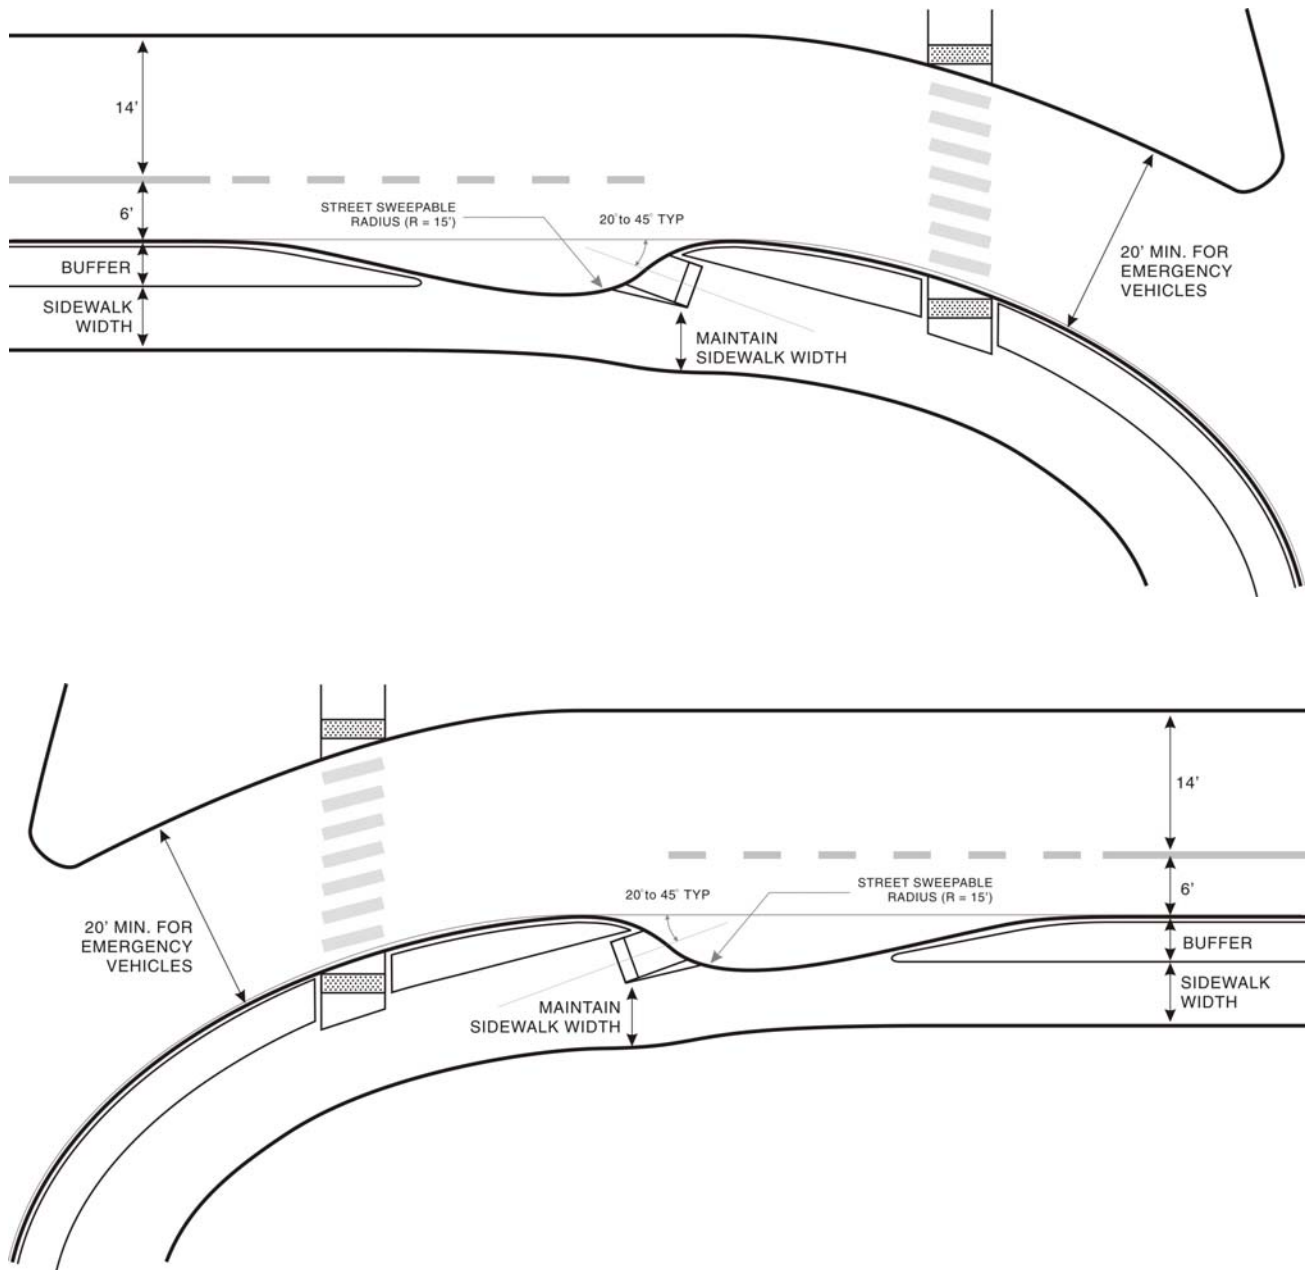 14'
6'
STREET SWEEPABLE
RADIUS (R = 15')
20° to 45° TYP
BUFFER
SIDEWALK
WIDTH
MAINTAIN
SIDEWALK WIDTH
20' MIN. FOR
EMERGENCY
VEHICLES
14'
6'
STREET SWEEPABLE
RADIUS (R = 15')
20° to 45° TYP
20' MIN. FOR
EMERGENCY
VEHICLES
BUFFER
SIDEWALK
WIDTH
MAINTAIN
SIDEWALK WIDTH